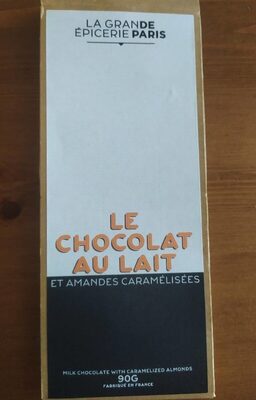 LA GRANDE
ÉPICERIE PARIS
LE
CHOCOLAT
AU LAIT
ET AMANDES CARAMÉLISÉES
MILK CHOCOLATE WITH CARAMELIZED ALMONDS
90G
FABRIQUÉ EN FRANCE